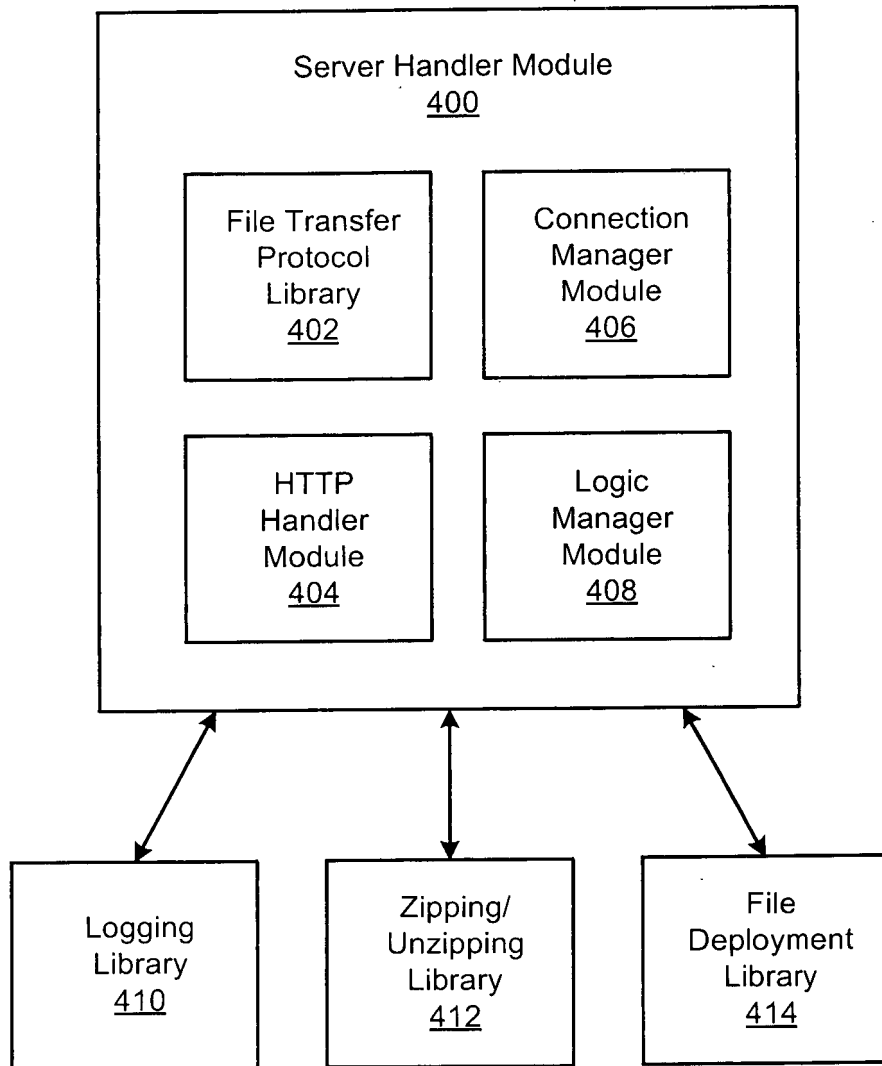 Server Handler Module
400
File Transfer
Protocol
Library
402
Connection
Manager
Module
406
HTTP
Handler
Module
404
Logic
Manager
Module
408
Logging
Library
410
Zipping/
Unzipping
Library
412
File
Deployment
Library
414